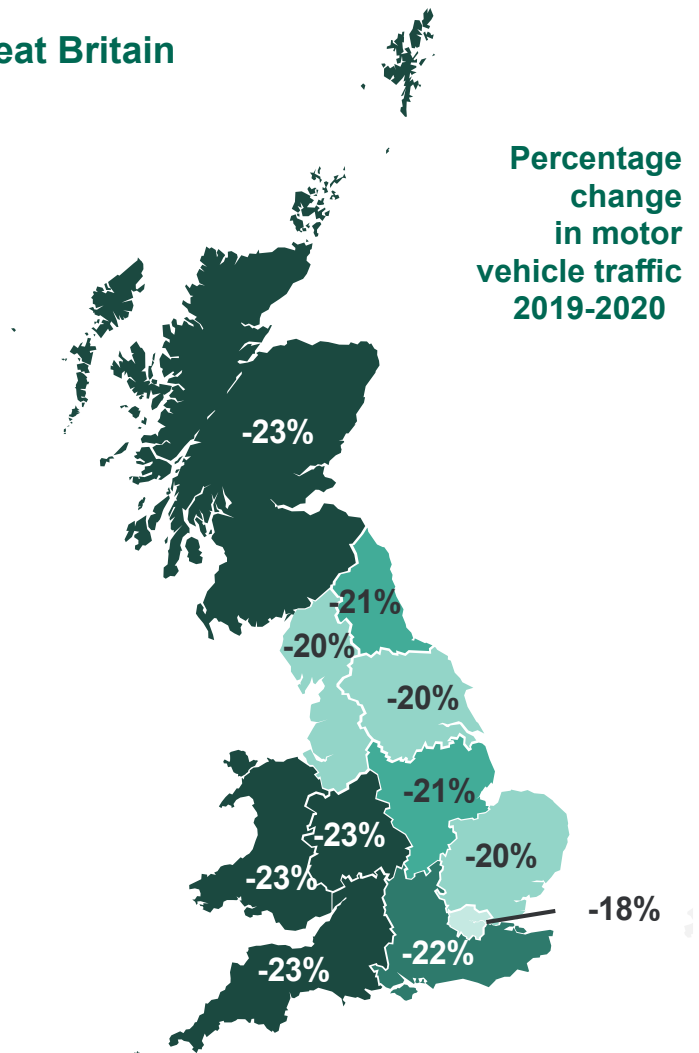 eat Britain
Percentage
change
in motor
vehicle traffic
2019-2020
-23%
-21%
-20%
-20%
-21%
-23%
-20%
-23%
-18%
-22%
-23%